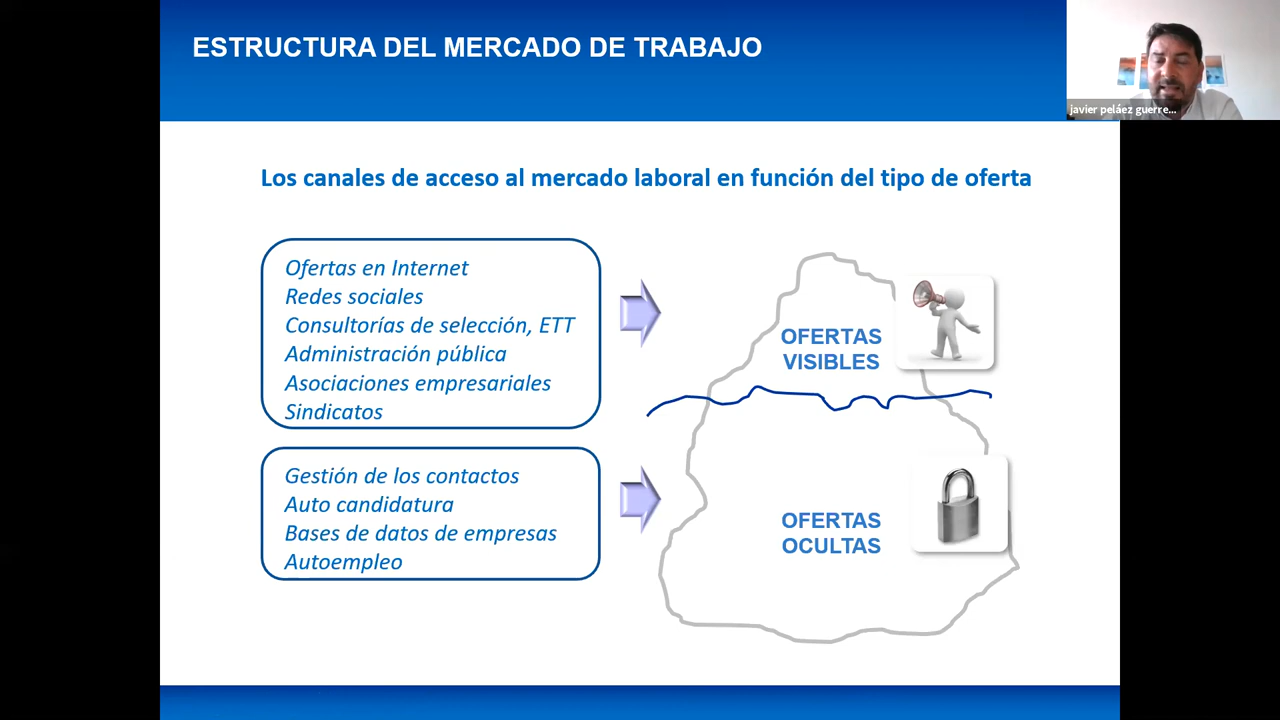 ESTRUCTURA DEL MERCADO DE TRABAJO
javier peláez guerre...
Los canales de acceso al mercado laboral en función del tipo de oferta
Ofertas en Internet
Redes sociales
Consultorías de selección, ETT
Administración pública
Asociaciones empresariales
Sindicatos
OFERTAS
VISIBLES
Gestión de los contactos
Auto candidatura
Bases de datos de empresas
Autoempleo
OFERTAS
OCULTAS